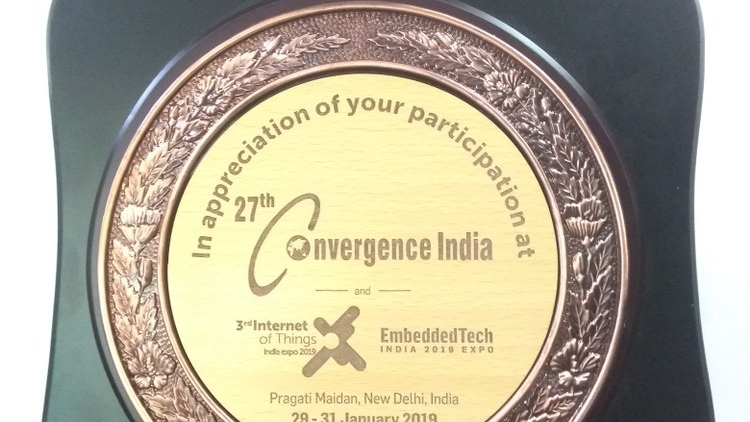 In appreciation of your participation at
27th Convergence India
and
3rd Internet of Things India expo 2019
EmbeddedTech
INDIA 2019 EXPO
Pragati Maidan, New Delhi, India
29 - 31 January 2019